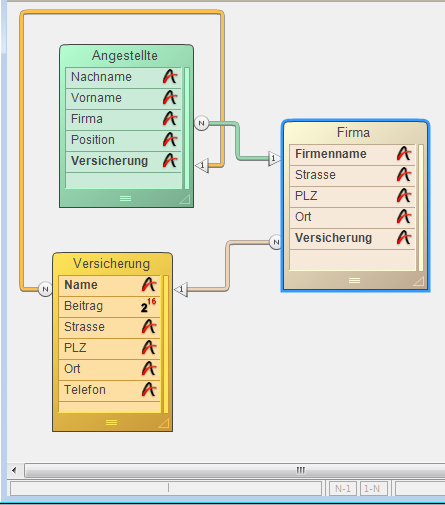 Angestellte
Nachname
Vorname
Firma
Position
Versicherung
N
1
1
Firma
Firmenname
Strasse
PLZ
Ort
Versicherung
N
Versicherung
Name
Beitrag 2 16
Strasse
PLZ
Ort
Telefon
N
1
N-1 1-N